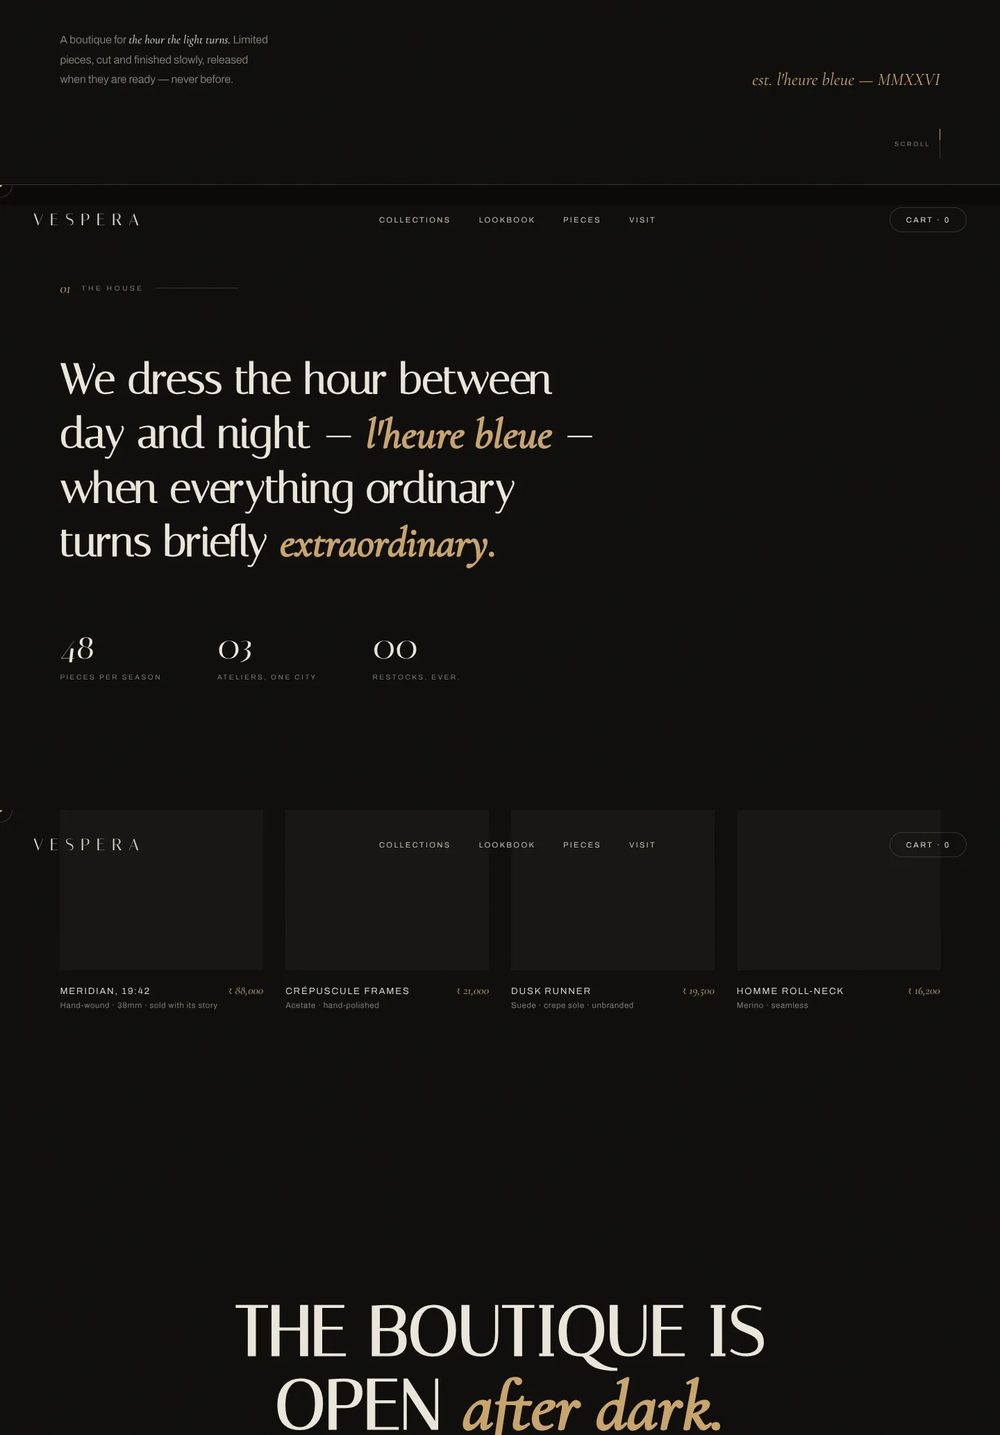 A boutique for the hour the light turns. Limited
pieces, cut and finished slowly, released
when they are ready — never before.
est. l'heure bleue — MMXXVI
SCROLL
VESPERA
COLLECTIONS LOOKBOOK PIECES VISIT
CART · 0
01 THE HOUSE
We dress the hour between
day and night — l'heure bleue —
when everything ordinary
turns briefly extraordinary.
48
PIECES PER SEASON
03
ATELIERS, ONE CITY
00
RESTOCKS. EVER.
VESPERA
COLLECTIONS LOOKBOOK PIECES VISIT
CART · 0
MERIDIAN, 19:42 ₹ 88,000
Hand-wound · 38mm · sold with its story
CRÉPUSCULE FRAMES ₹ 21,000
Acetate · hand-polished
DUSK RUNNER ₹ 19,500
Suede · crepe sole · unbranded
HOMME ROLL-NECK ₹ 16,200
Merino · seamless
THE BOUTIQUE IS
OPEN after dark.